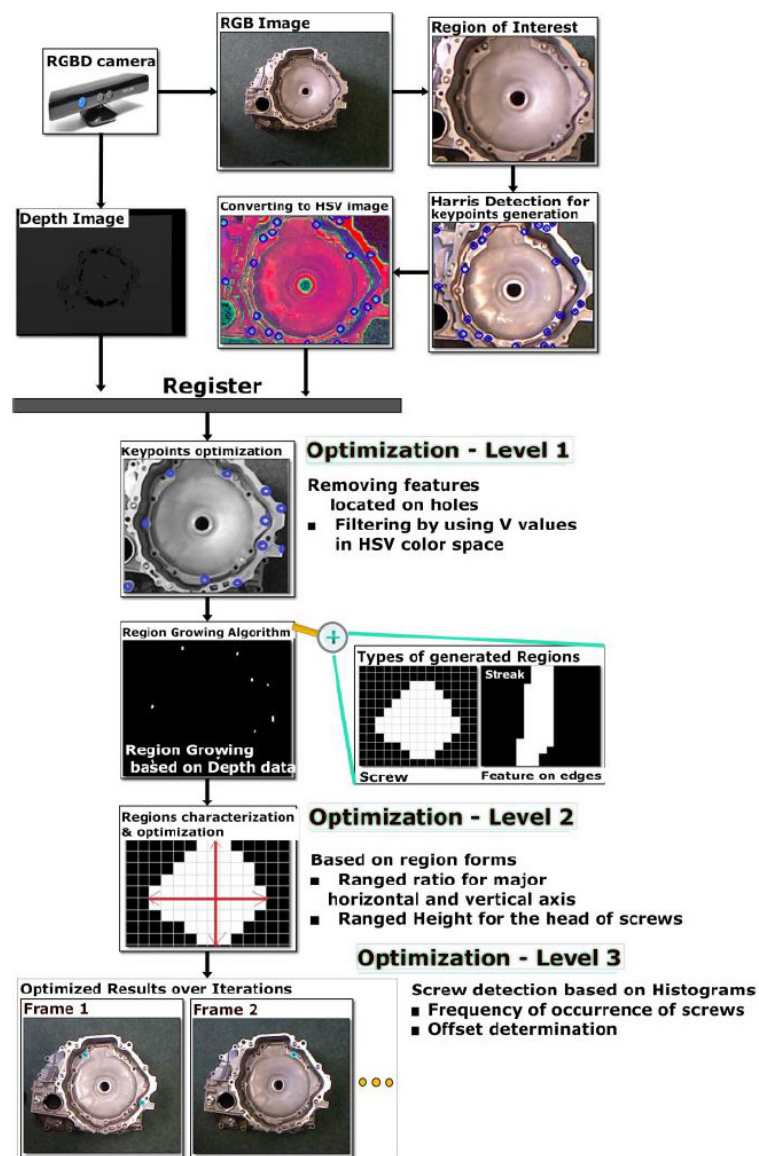 RGB Image
RGBD camera
Region of Interest
Depth Image
Converting to HSV image
Harris Detection for
keypoints generation
Register
Keypoints optimization
Optimization - Level 1
Removing features
located on holes
■ Filtering by using V values
in HSV color space
Region Growing Algorithm
Region Growing
based on Depth data
+
Types of generated Regions
Streak
Screw
Feature on edges
Regions characterization
& optimization
Optimization - Level 2
Based on region forms
■ Ranged ratio for major
horizontal and vertical axis
■ Ranged Height for the head of screws
Optimization - Level 3
Optimized Results over Iterations
Frame 1
Frame 2
Screw detection based on Histograms
■ Frequency of occurrence of screws
■ Offset determination